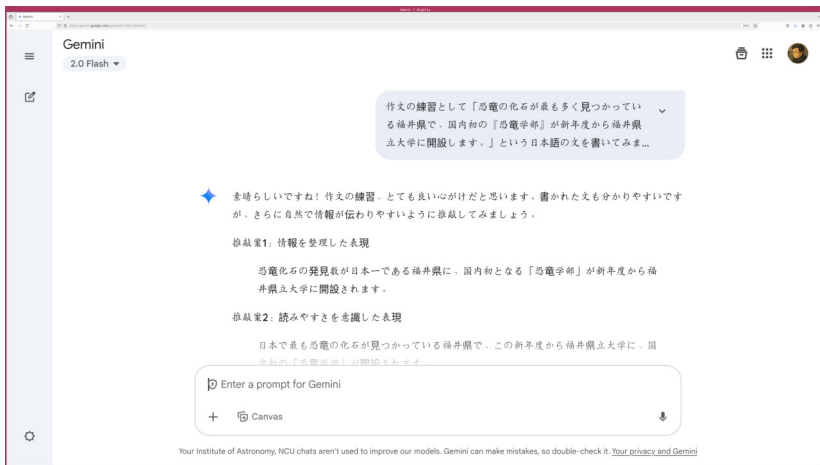 Gemini
2.0 Flash
作文の練習として「恐竜の化石が最も多く見つかってい
る福井県で、国内初の『恐竜学部』が新年度から福井県
立大学に開設します。」という日本語の文を書いてみま...
素晴らしいですね！作文の練習、とても良い心がけだと思います。書かれた文も分かりやすいです
が、さらに自然で情報が伝わりやすいように推敲してみましょう。
推敲案1: 情報を整理した表現
恐竜化石の発見数が日本一である福井県に、国内初となる「恐竜学部」が新年度から福
井県立大学に開設されます。
推敲案2: 読みやすさを意識した表現
日本で最も恐竜の化石が見つかっている福井県で、この新年度から福井県立大学に、国
内初の「恐竜学部」が開設されます。
Enter a prompt for Gemini
Canvas
Your Institute of Astronomy, NCU chats aren't used to improve our models. Gemini can make mistakes, so double-check it. Your privacy and Gemini